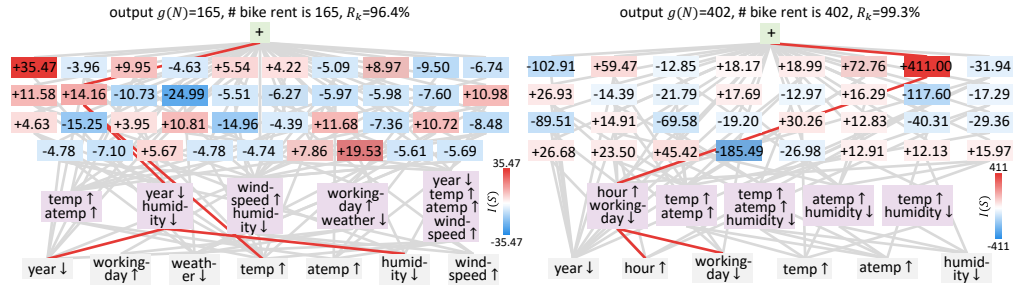 output g(N)=165, # bike rent is 165, R_k=96.4%
+
+35.47 -3.96 +9.95 -4.63 +5.54 +4.22 -5.09 +8.97 -9.50 -6.74
+11.58 +14.16 -10.73 -24.99 -5.51 -6.27 -5.97 -5.98 -7.60 +10.98
+4.63 -15.25 +3.95 +10.81 -14.96 -4.39 +11.68 -7.36 +10.72 -8.48
-4.78 -7.10 +5.67 -4.78 -4.74 +7.86 +19.53 -5.61 -5.69
35.47
I(S)
-35.47
temp ↑
atemp ↑
year ↓
humid-
ity ↓
wind-
speed ↑
humid-
ity ↓
working-
day ↑
weather ↓
year ↓
temp ↑
atemp ↑
wind-
speed ↑
year ↓
working-
day ↑
weath-
er ↓
temp ↑
atemp ↑
humid-
ity ↓
wind-
speed ↑
output g(N)=402, # bike rent is 402, R_k=99.3%
+
-102.91 +59.47 -12.85 +18.17 +18.99 +72.76 +411.00 -31.94
+26.93 -14.39 -21.79 +17.69 -12.97 +16.29 -117.60 -17.29
-89.51 +14.91 -69.58 -19.20 +30.26 +12.83 -40.31 -29.36
+26.68 +23.50 +45.42 -185.49 -26.98 +12.91 +12.13 +15.97
411
I(S)
-411
hour ↑
working-
day ↓
temp ↑
atemp ↑
temp ↑
atemp ↑
humidity ↓
atemp ↑
humidity ↓
temp ↑
humidity ↓
year ↓
hour ↑
working-
day ↓
temp ↑
atemp ↑
humid-
ity ↓